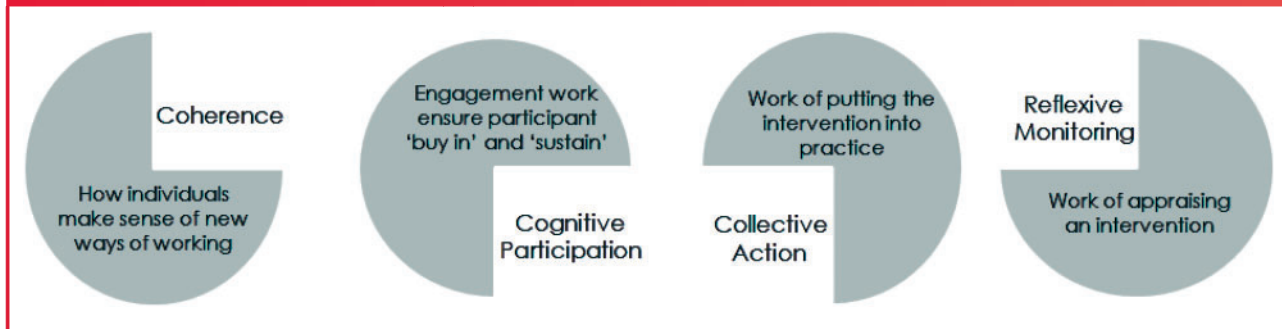 Coherence
How individuals
make sense of new
ways of working
Engagement work
ensure participant
‘buy in’ and ‘sustain’
Cognitive
Participation
Work of putting the
intervention into
practice
Collective
Action
Reflexive
Monitoring
Work of appraising
an intervention